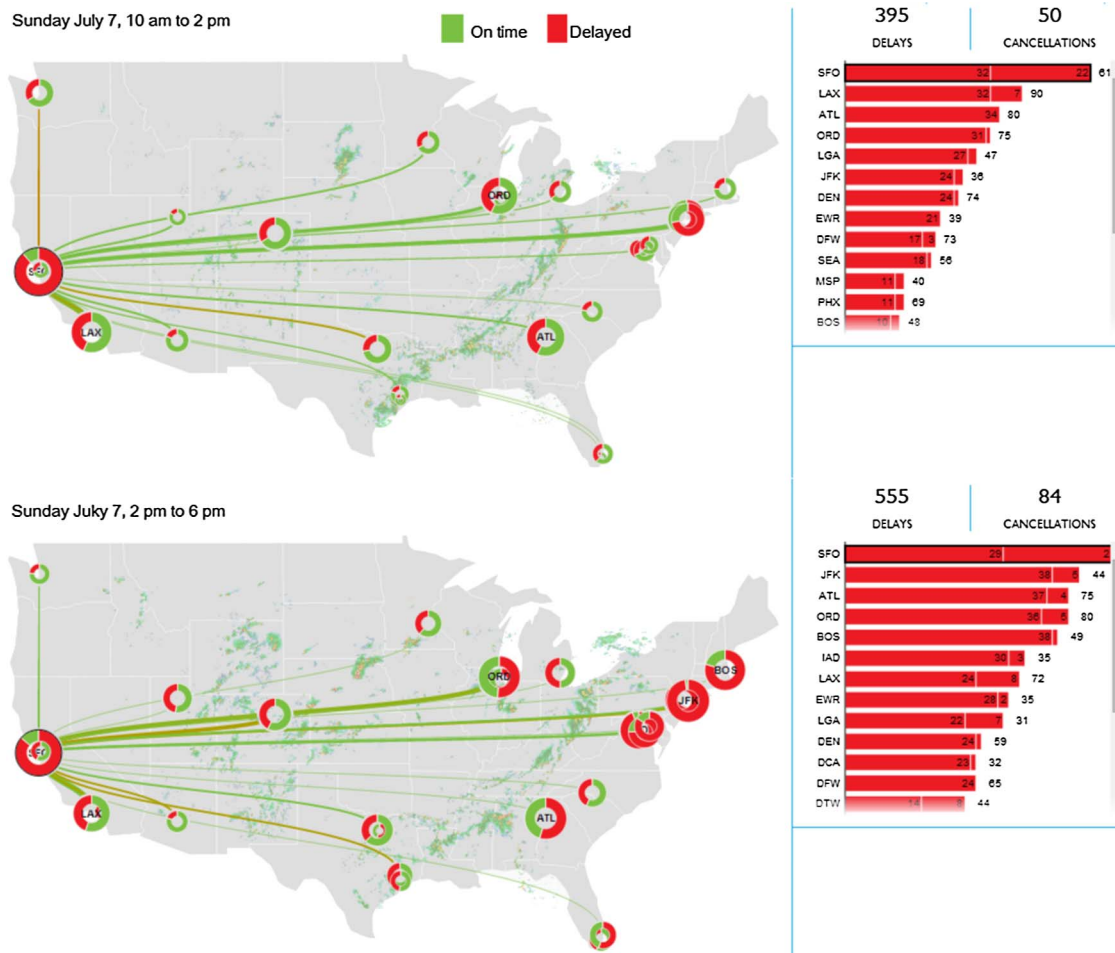 Sunday July 7, 10 am to 2 pm
On time
Delayed
395
50
DELAYS
CANCELLATIONS
SFO 32 22 61
LAX 32 7 90
ATL 34 80
ORD 31 75
LGA 27 47
JFK 24 36
DEN 24 74
EWR 21 39
DFW 17 3 73
SEA 18 56
MSP 11 40
PHX 11 69
BOS 10 48
ORD
LAX
ATL
Sunday Juky 7, 2 pm to 6 pm
555
84
DELAYS
CANCELLATIONS
SFO 29 2
JFK 38 6 44
ATL 37 4 75
ORD 36 5 80
BOS 38 49
IAD 30 3 35
LAX 24 8 72
EWR 28 2 35
LGA 22 7 31
DEN 24 59
DCA 23 32
DFW 24 65
DTW 14 8 44
ORD
BOS
JFK
LAX
ATL